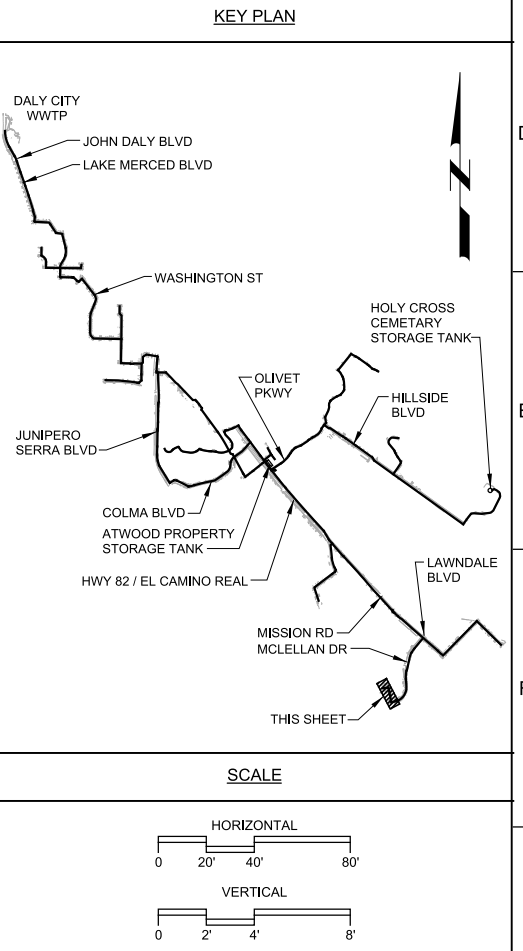 KEY PLAN
DALY CITY
WWTP
JOHN DALY BLVD
LAKE MERCED BLVD
N
D
WASHINGTON ST
HOLY CROSS
CEMETARY
STORAGE TANK
OLIVET
PKWY
HILLSIDE
BLVD
E
JUNIPERO
SERRA BLVD
COLMA BLVD
ATWOOD PROPERTY
STORAGE TANK
HWY 82 / EL CAMINO REAL
LAWNDALE
BLVD
MISSION RD
MCLELLAN DR
F
THIS SHEET
SCALE
HORIZONTAL
0 20' 40' 80'
VERTICAL
0 2' 4' 8'